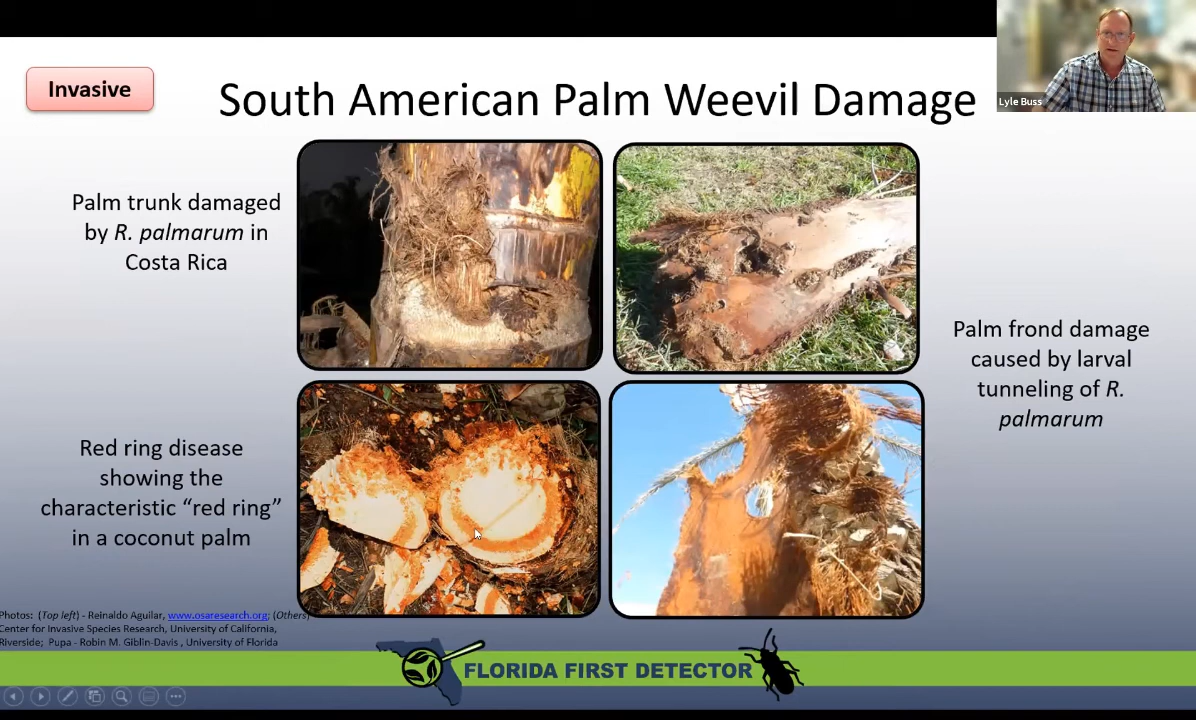 Invasive
South American Palm Weevil Damage
Lyle Buss
Palm trunk damaged
by R. palmarum in
Costa Rica
Red ring disease
showing the
characteristic “red ring”
in a coconut palm
Palm frond damage
caused by larval
tunneling of R.
palmarum
Photos: (Top left) - Reinaldo Aguilar, www.osaresearch.org; (Others)
Center for Invasive Species Research, University of California,
Riverside; Pupa - Robin M. Giblin-Davis , University of Florida
FLORIDA FIRST DETECTOR